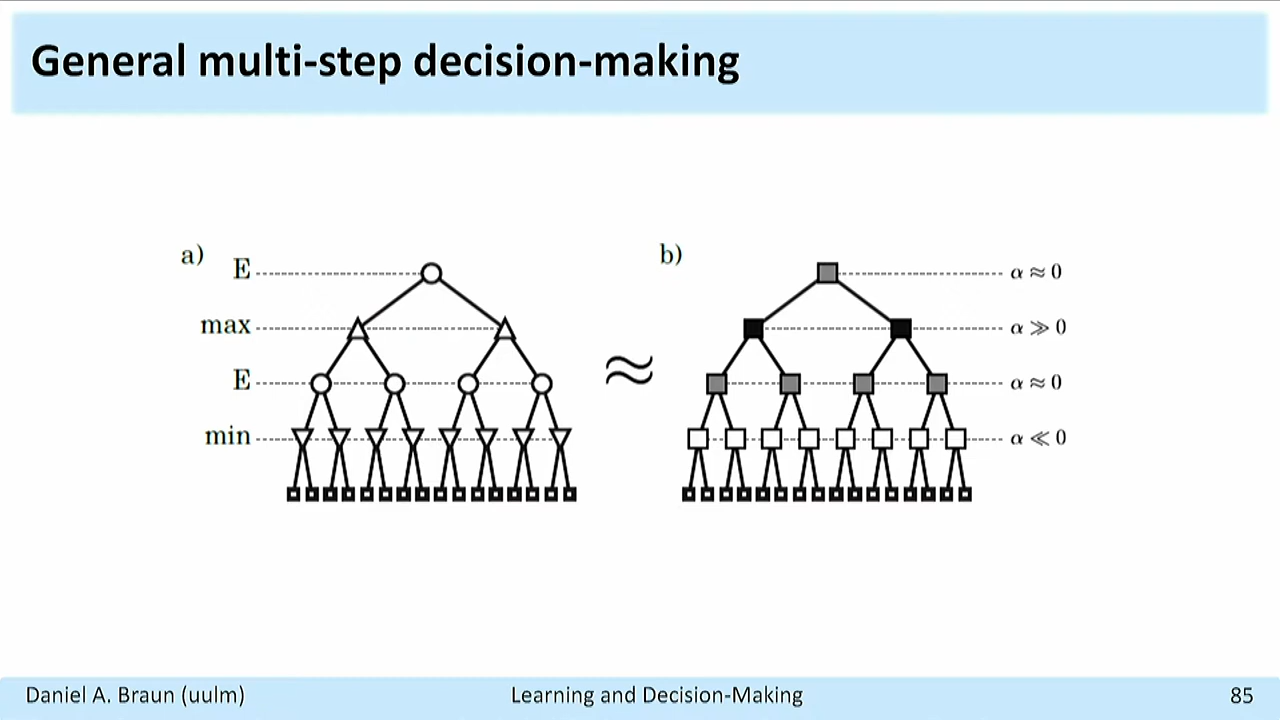 General multi-step decision-making
a)
E
max
E
min
≈
b)
α ≈ 0
α ≫ 0
α ≈ 0
α ≪ 0
Daniel A. Braun (uulm)
Learning and Decision-Making
85